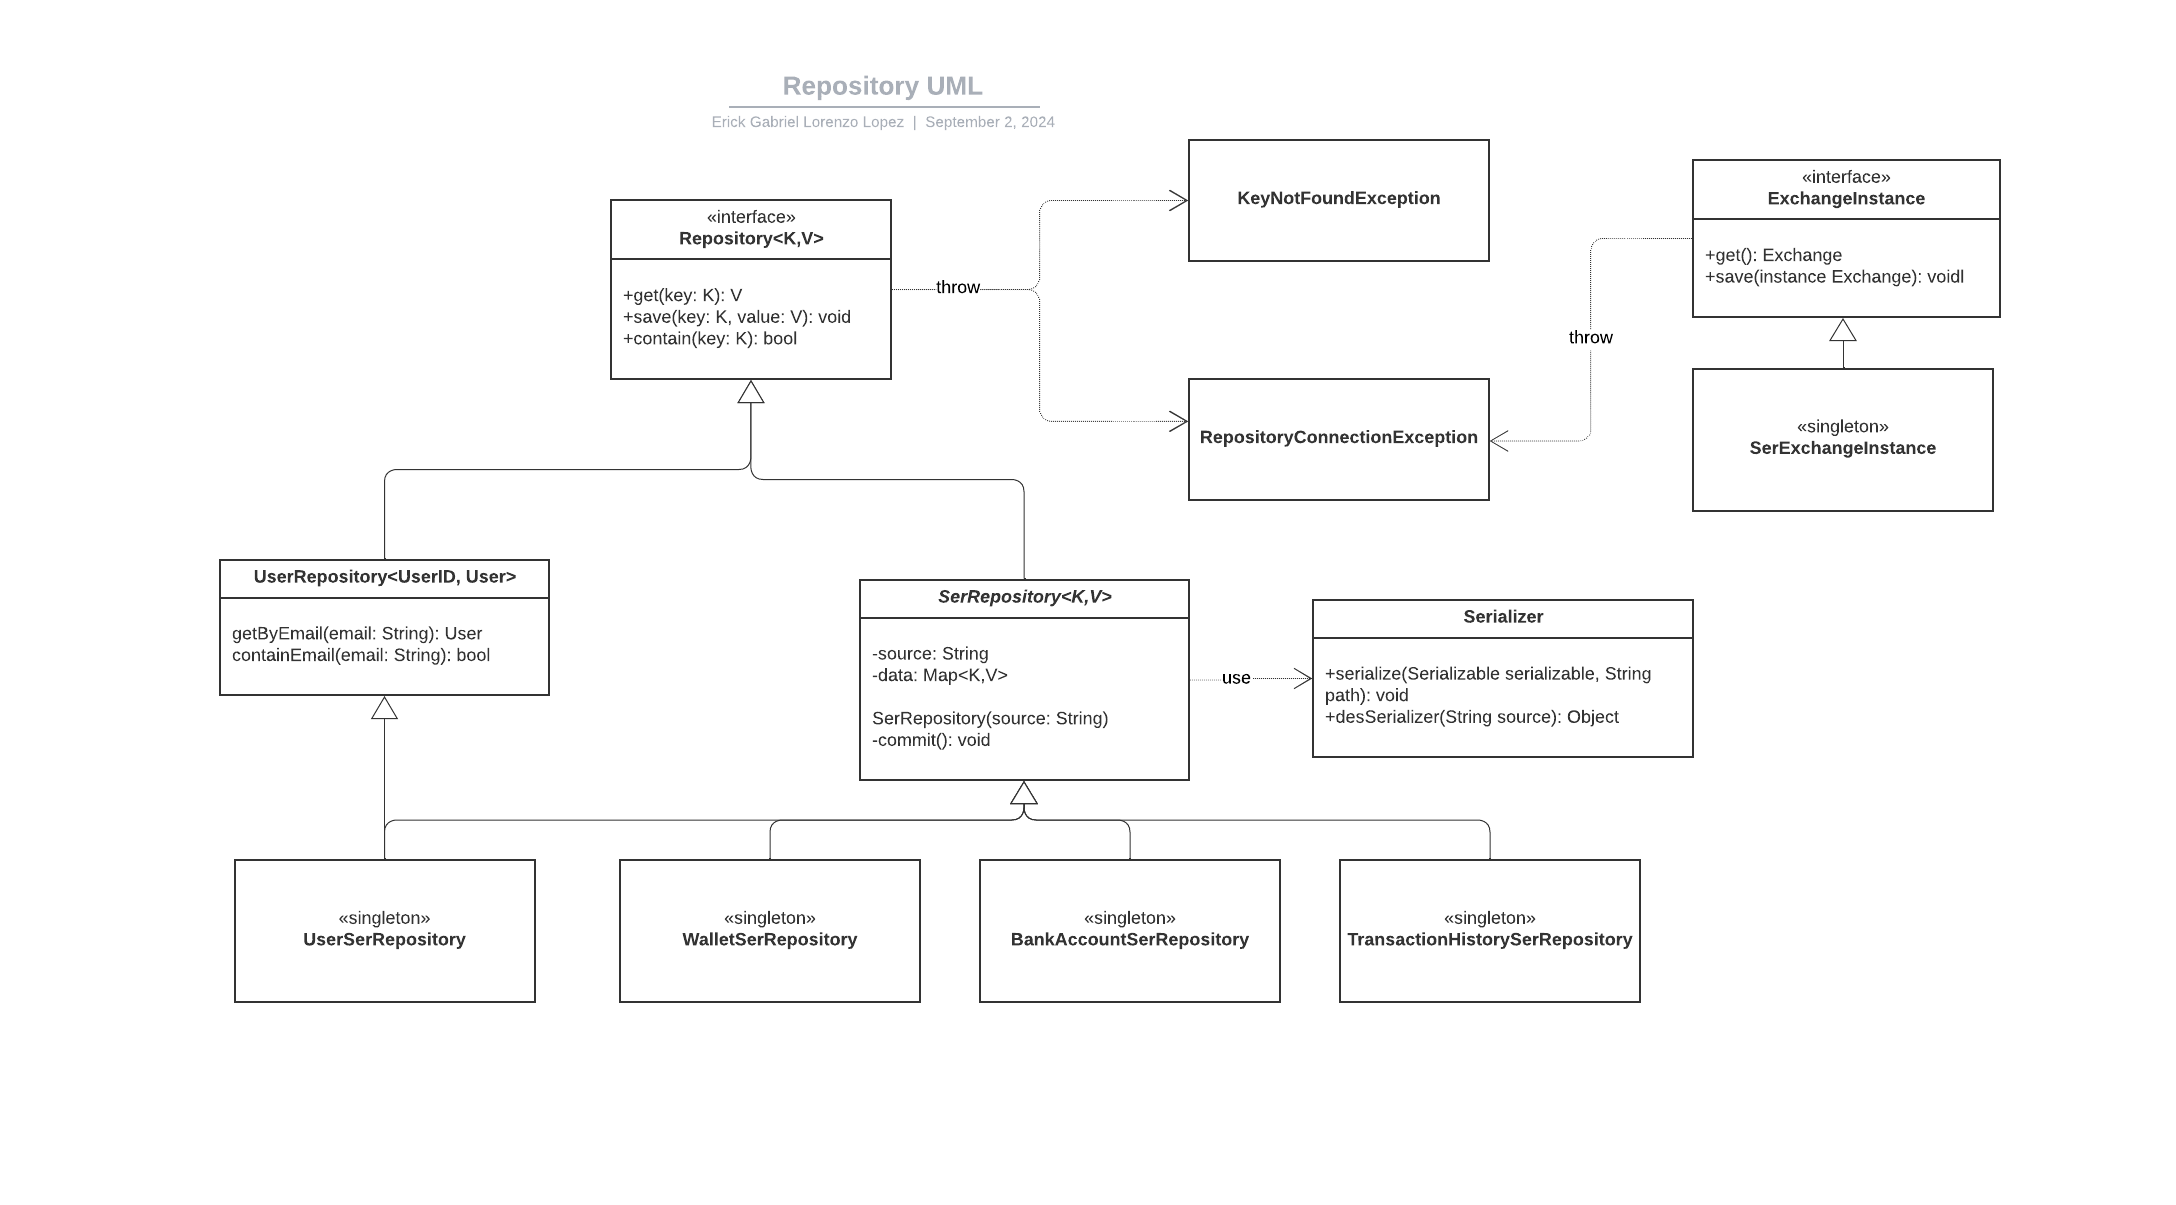 Repository UML
Erick Gabriel Lorenzo Lopez | September 2, 2024
«interface»
Repository<K,V>
+get(key: K): V
+save(key: K, value: V): void
+contain(key: K): bool
throw
KeyNotFoundException
RepositoryConnectionException
throw
«interface»
ExchangeInstance
+get(): Exchange
+save(instance Exchange): voidl
«singleton»
SerExchangeInstance
UserRepository<UserID, User>
getByEmail(email: String): User
containEmail(email: String): bool
SerRepository<K,V>
-source: String
-data: Map<K,V>
SerRepository(source: String)
-commit(): void
use
Serializer
+serialize(Serializable serializable, String
path): void
+desSerializer(String source): Object
«singleton»
UserSerRepository
«singleton»
WalletSerRepository
«singleton»
BankAccountSerRepository
«singleton»
TransactionHistorySerRepository